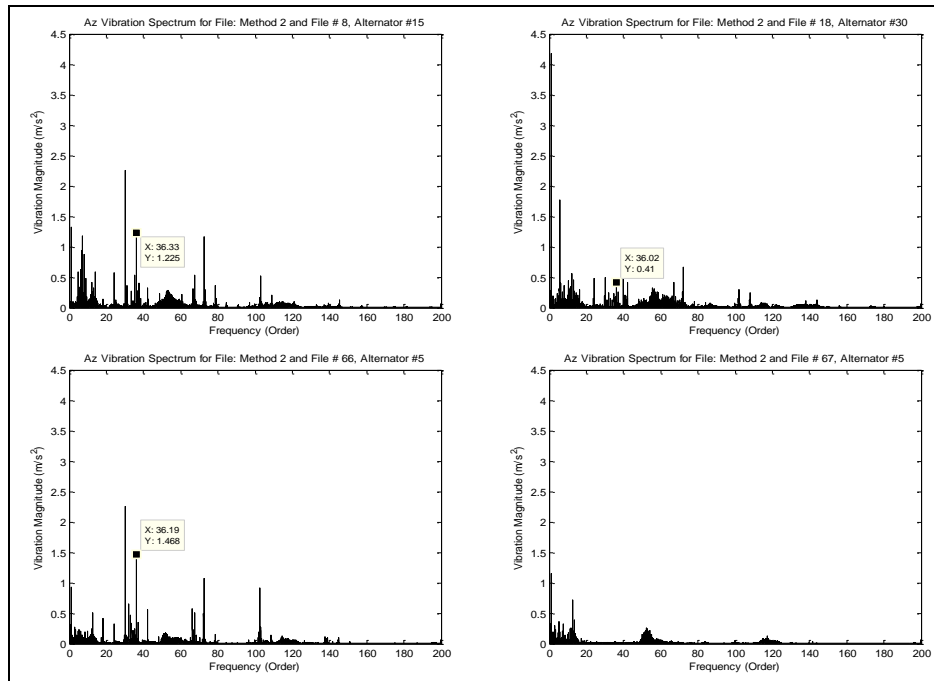 Az Vibration Spectrum for File: Method 2 and File # 8, Alternator #15
4.5
4
3.5
3
2.5
2
1.5
1
0.5
0
Vibration Magnitude (m/s²)
X: 36.33
Y: 1.225
0 20 40 60 80 100 120 140 160 180 200
Frequency (Order)
Az Vibration Spectrum for File: Method 2 and File # 18, Alternator #30
4.5
4
3.5
3
2.5
2
1.5
1
0.5
0
Vibration Magnitude (m/s²)
X: 36.02
Y: 0.41
0 20 40 60 80 100 120 140 160 180 200
Frequency (Order)
Az Vibration Spectrum for File: Method 2 and File # 66, Alternator #5
4.5
4
3.5
3
2.5
2
1.5
1
0.5
0
Vibration Magnitude (m/s²)
X: 36.19
Y: 1.468
0 20 40 60 80 100 120 140 160 180 200
Frequency (Order)
Az Vibration Spectrum for File: Method 2 and File # 67, Alternator #5
4.5
4
3.5
3
2.5
2
1.5
1
0.5
0
Vibration Magnitude (m/s²)
0 20 40 60 80 100 120 140 160 180 200
Frequency (Order)